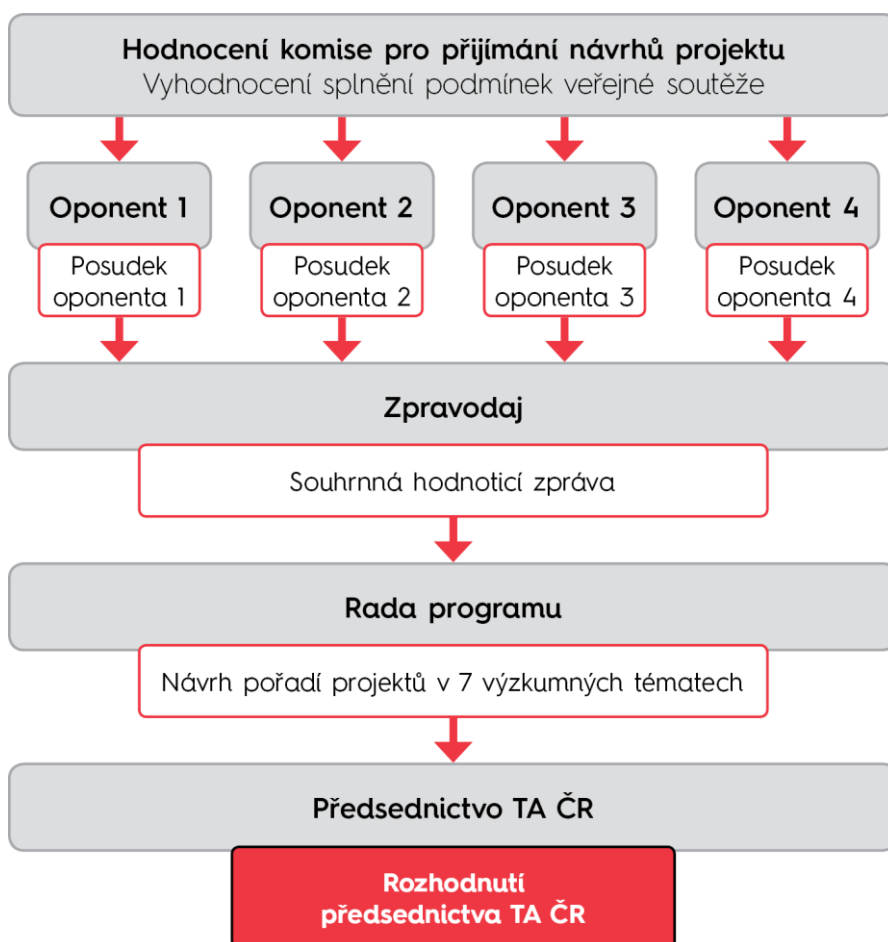 Hodnocení komise pro přijímání návrhů projektu
Vyhodnocení splnění podmínek veřejné soutěže
Oponent 1
Oponent 2
Oponent 3
Oponent 4
Posudek
oponenta 1
Posudek
oponenta 2
Posudek
oponenta 3
Posudek
oponenta 4
Zpravodaj
Souhrnná hodnoticí zpráva
Rada programu
Návrh pořadí projektů v 7 výzkumných tématech
Předsednictvo TA ČR
Rozhodnutí
předsednictva TA ČR